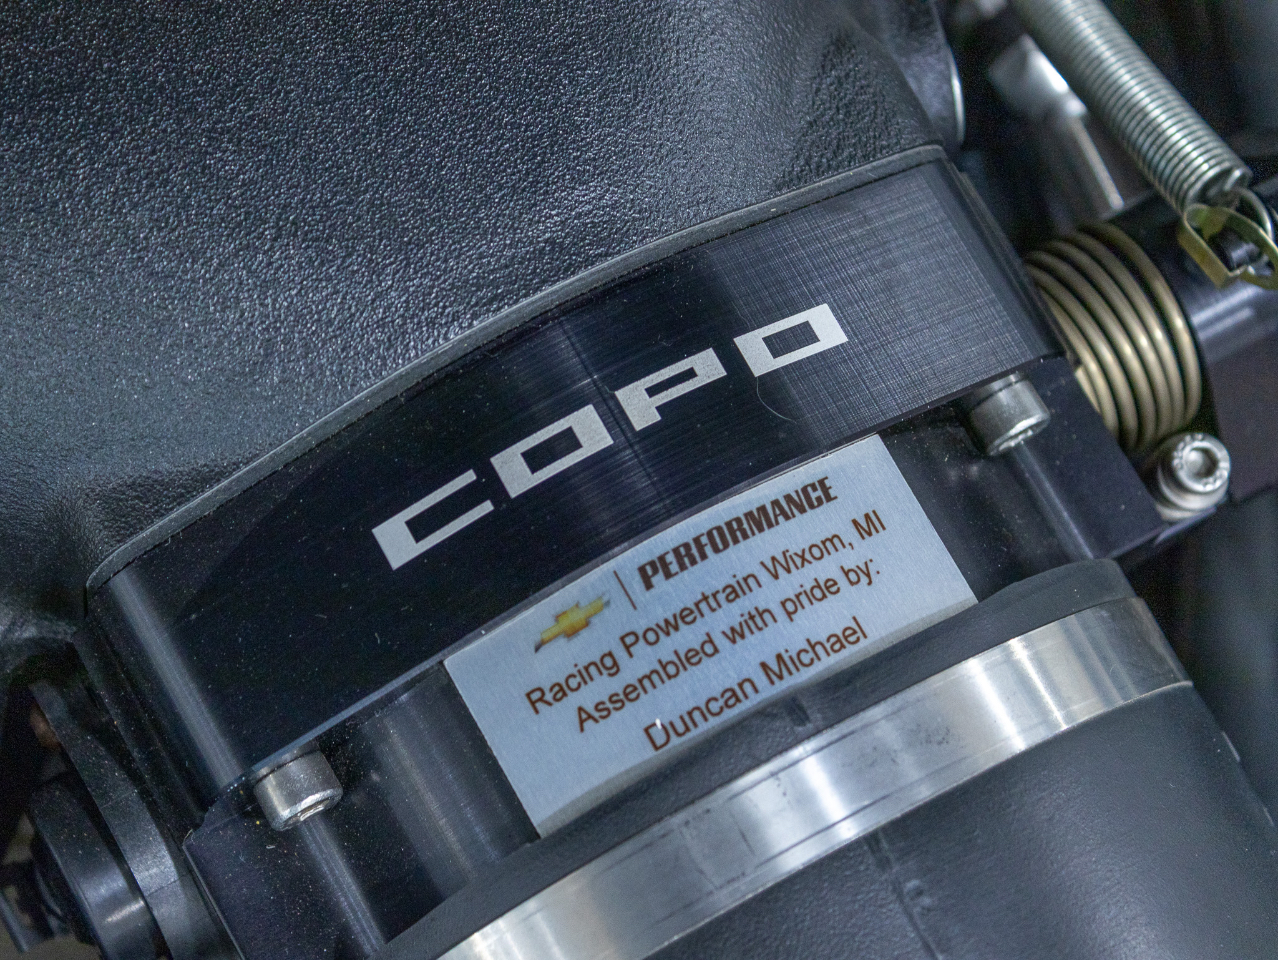 COPO
PERFORMANCE
Racing Powertrain Wixom, MI
Assembled with pride by:
Duncan Michael